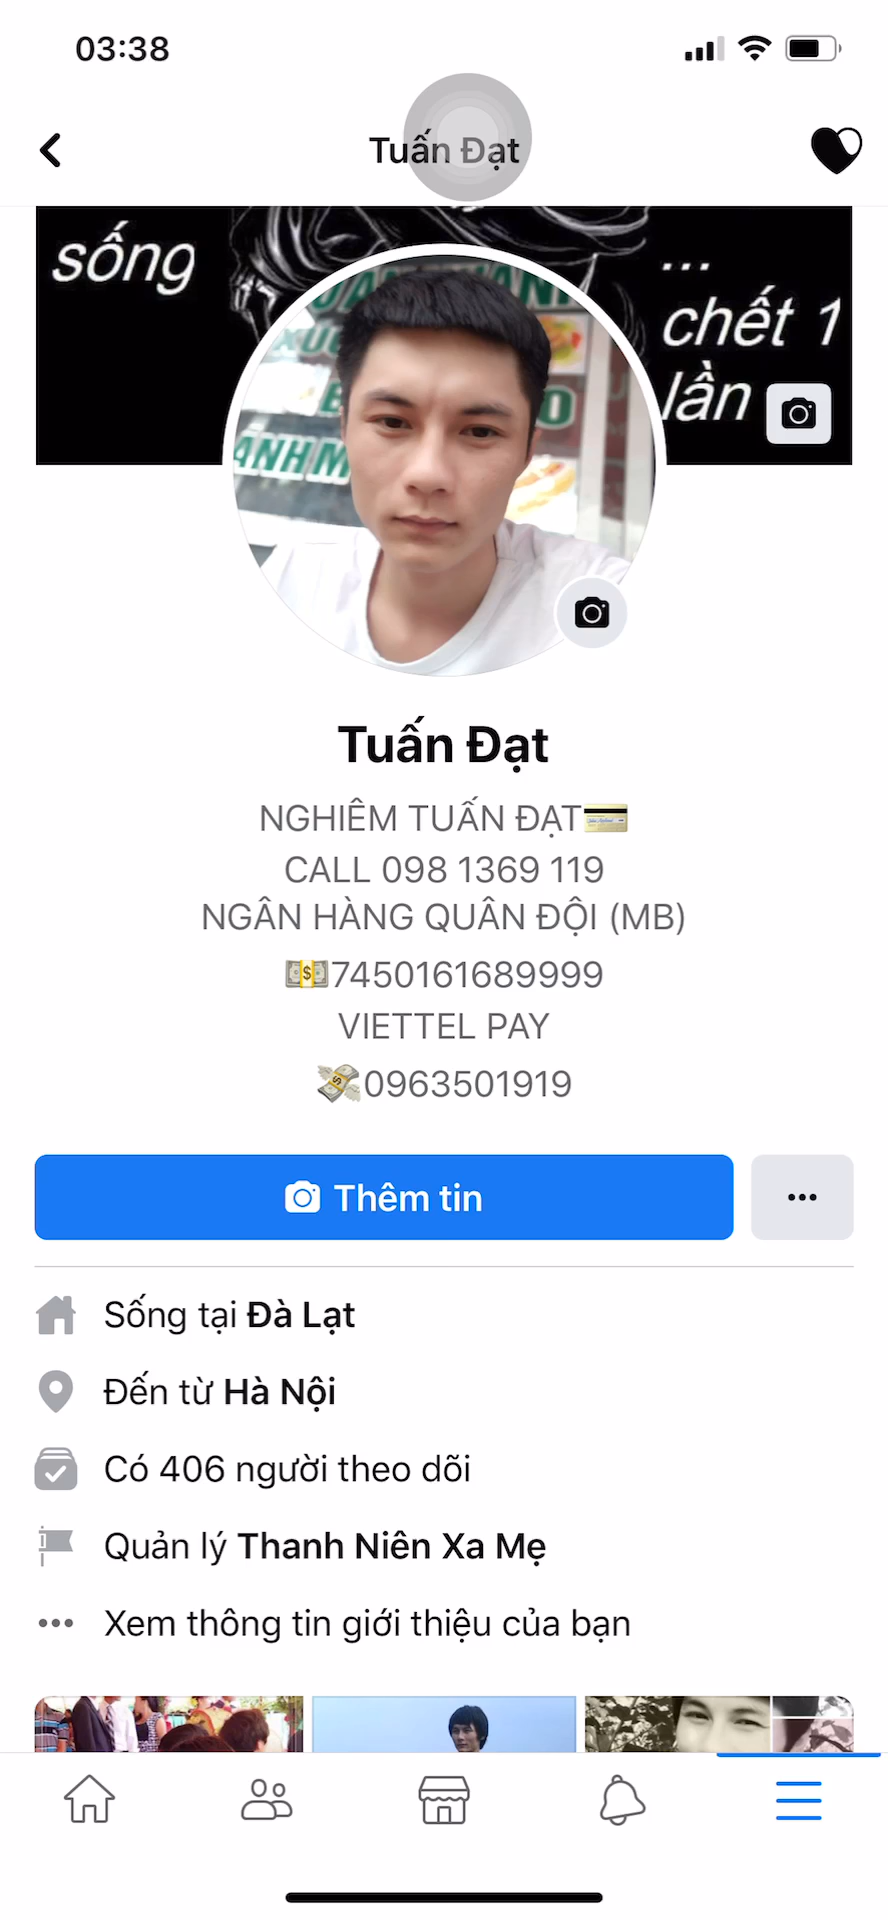 03:38
Tuấn Đạt
sống
...
chết 1
lần
ANH M
Tuấn Đạt
NGHIÊM TUẤN ĐẠT
CALL 098 1369 119
NGÂN HÀNG QUÂN ĐỘI (MB)
7450161689999
VIETTEL PAY
0963501919
Thêm tin
Sống tại Đà Lạt
Đến từ Hà Nội
Có 406 người theo dõi
Quản lý Thanh Niên Xa Mẹ
Xem thông tin giới thiệu của bạn